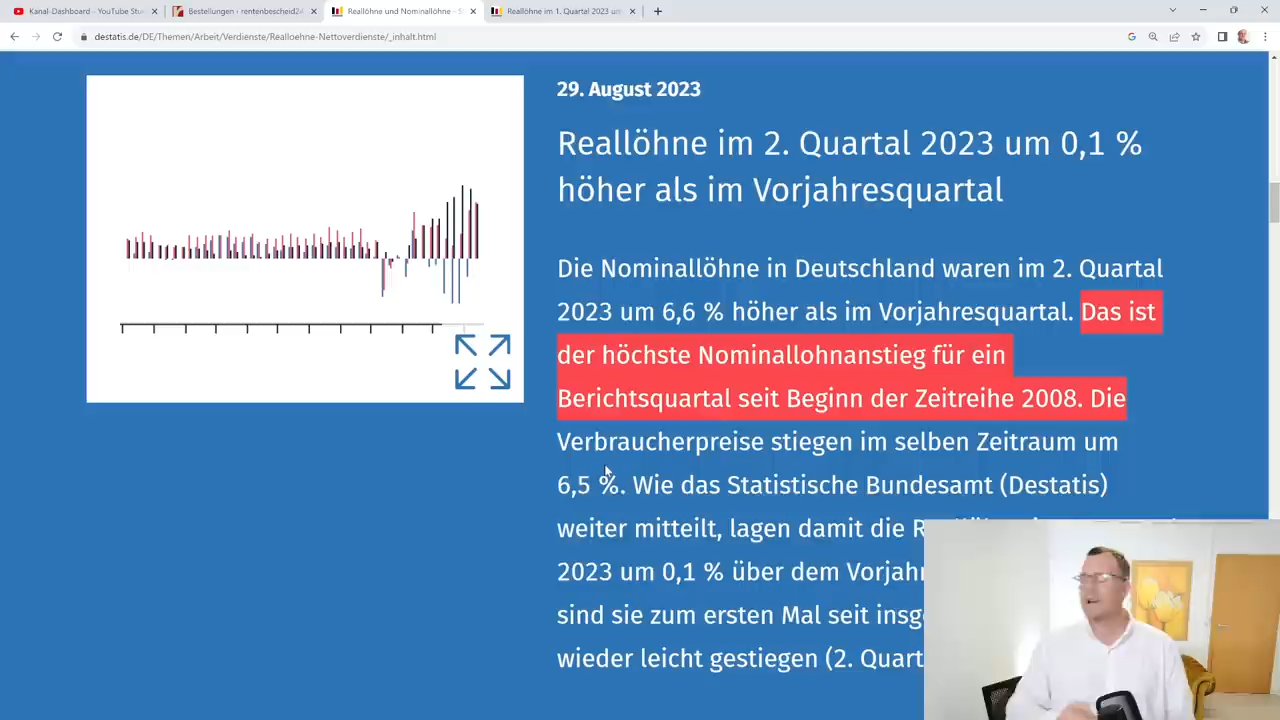 Kanal-Dashboard – YouTube Stu
Bestellungen ‹ rentenbescheid24
Reallöhne und Nominallöhne - St
Reallöhne im 1. Quartal 2023 um
destatis.de/DE/Themen/Arbeit/Verdienste/Realloehne-Nettoverdienste/_inhalt.html
29. August 2023
Reallöhne im 2. Quartal 2023 um 0,1 %
höher als im Vorjahresquartal
Die Nominallöhne in Deutschland waren im 2. Quartal
2023 um 6,6 % höher als im Vorjahresquartal. Das ist
der höchste Nominallohnanstieg für ein
Berichtsquartal seit Beginn der Zeitreihe 2008. Die
Verbraucherpreise stiegen im selben Zeitraum um
6,5 %. Wie das Statistische Bundesamt (Destatis)
weiter mitteilt, lagen damit die
2023 um 0,1 % über dem Vorjahr
sind sie zum ersten Mal seit insg
wieder leicht gestiegen (2. Quart